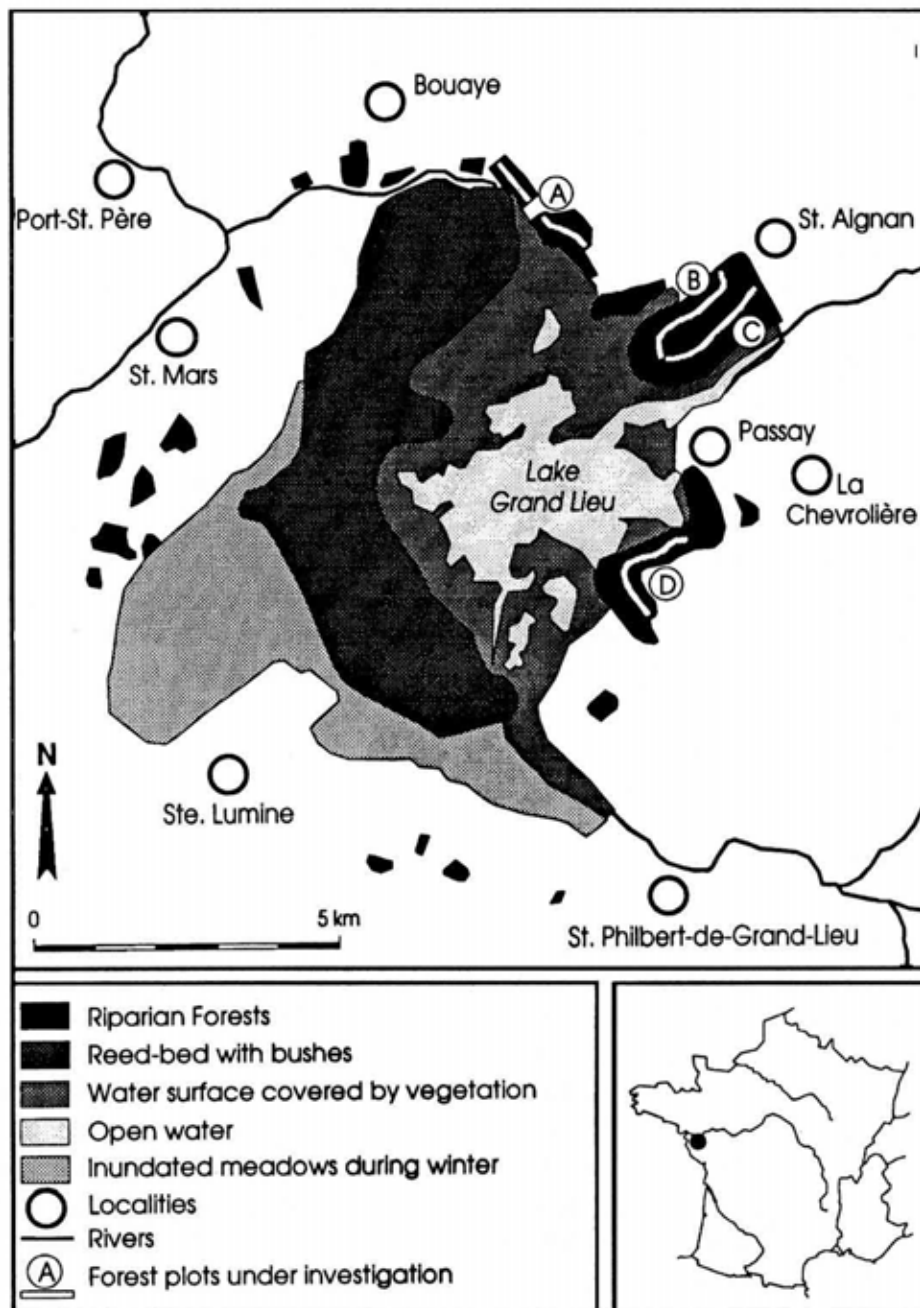 Bouaye
A
Port-St. Père
St. Aignan
B
C
St. Mars
Passay
Lake
Grand Lieu
La
Chevrolière
D
N
Ste. Lumine
0 5 km
St. Philbert-de-Grand-Lieu
Riparian Forests
Reed-bed with bushes
Water surface covered by vegetation
Open water
Inundated meadows during winter
Localities
Rivers
A Forest plots under investigation